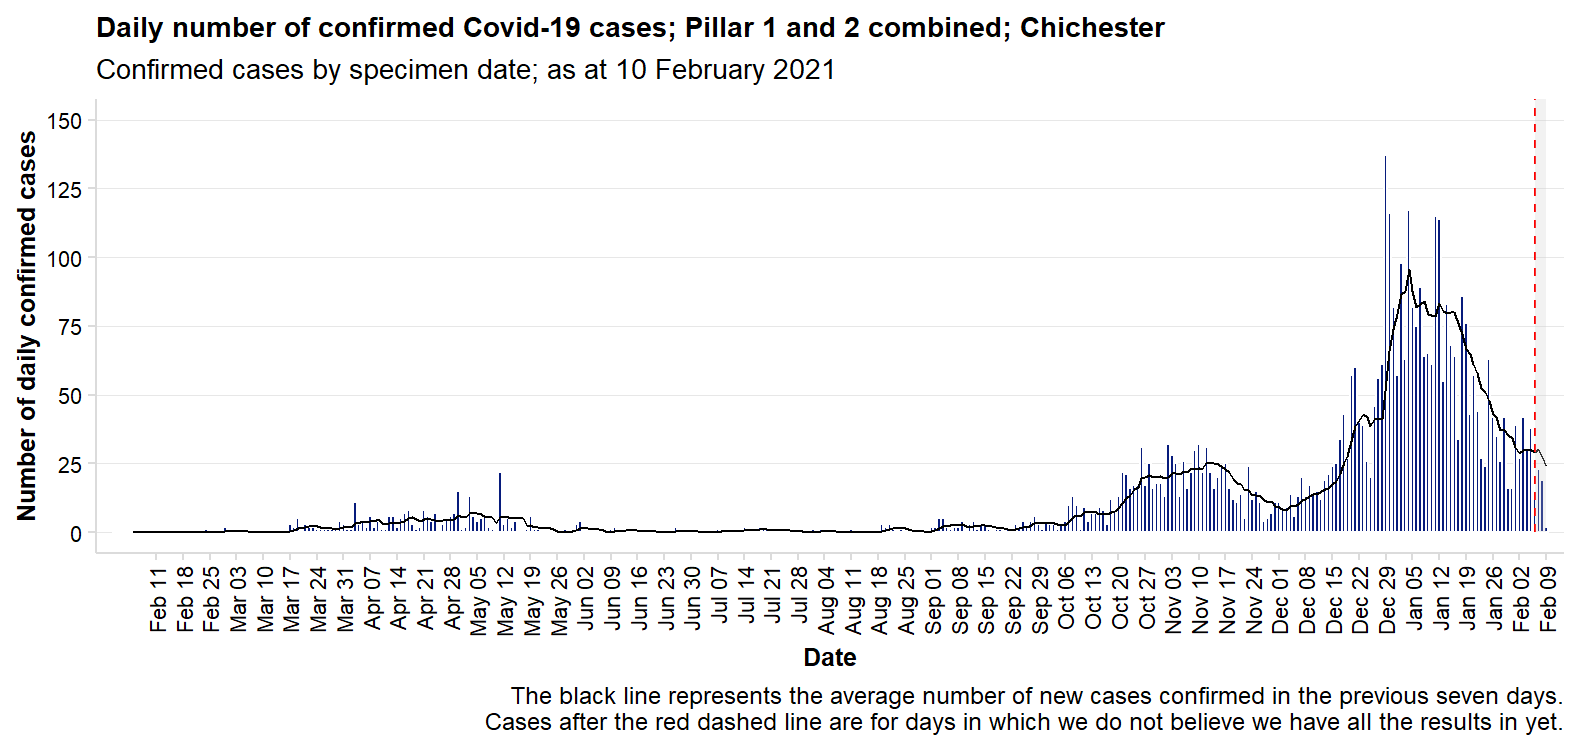 Daily number of confirmed Covid-19 cases; Pillar 1 and 2 combined; Chichester
Confirmed cases by specimen date; as at 10 February 2021
Number of daily confirmed cases
150
125
100
75
50
25
0
Feb 11
Feb 18
Feb 25
Mar 03
Mar 10
Mar 17
Mar 24
Mar 31
Apr 07
Apr 14
Apr 21
Apr 28
May 05
May 12
May 19
May 26
Jun 02
Jun 09
Jun 16
Jun 23
Jun 30
Jul 07
Jul 14
Jul 21
Jul 28
Aug 04
Aug 11
Aug 18
Aug 25
Sep 01
Sep 08
Sep 15
Sep 22
Sep 29
Oct 06
Oct 13
Oct 20
Oct 27
Nov 03
Nov 10
Nov 17
Nov 24
Dec 01
Dec 08
Dec 15
Dec 22
Dec 29
Jan 05
Jan 12
Jan 19
Jan 26
Feb 02
Feb 09
Date
The black line represents the average number of new cases confirmed in the previous seven days.
Cases after the red dashed line are for days in which we do not believe we have all the results in yet.